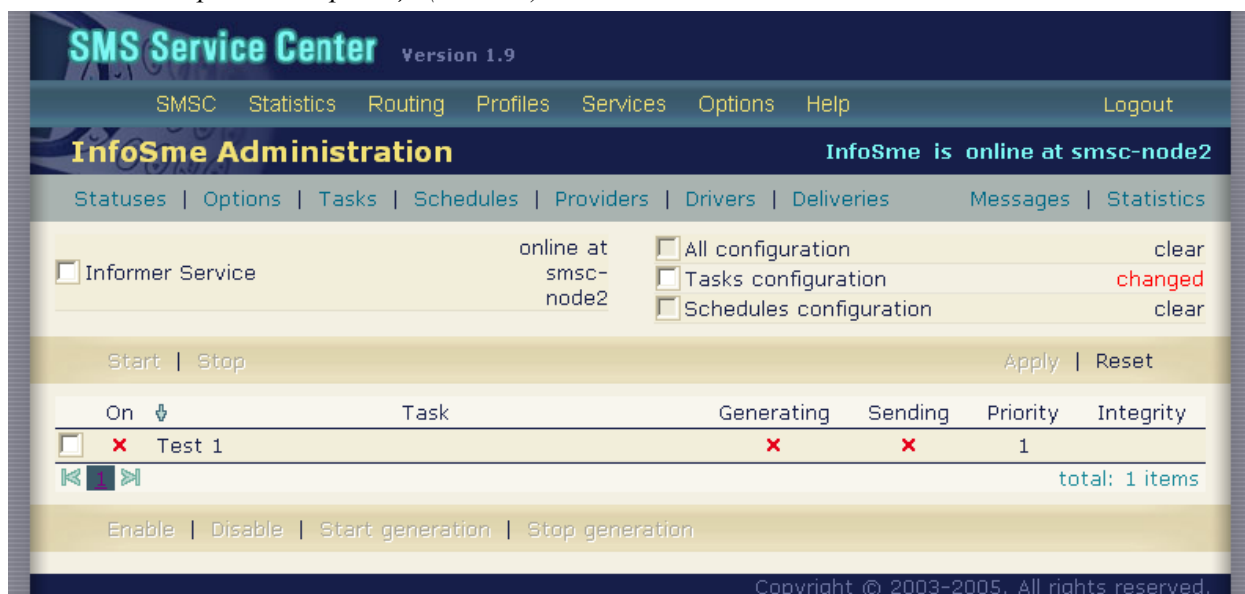 SMS Service Center Version 1.9
SMSC Statistics Routing Profiles Services Options Help Logout
InfoSme Administration InfoSme is online at smsc-node2
Statuses | Options | Tasks | Schedules | Providers | Drivers | Deliveries Messages | Statistics
Informer Service online at smsc-node2
All configuration clear
Tasks configuration changed
Schedules configuration clear
Start | Stop Apply | Reset
On Task Generating Sending Priority Integrity
Test 1 1
1 total: 1 items
Enable | Disable | Start generation | Stop generation
Copyright © 2003-2005. All rights reserved.